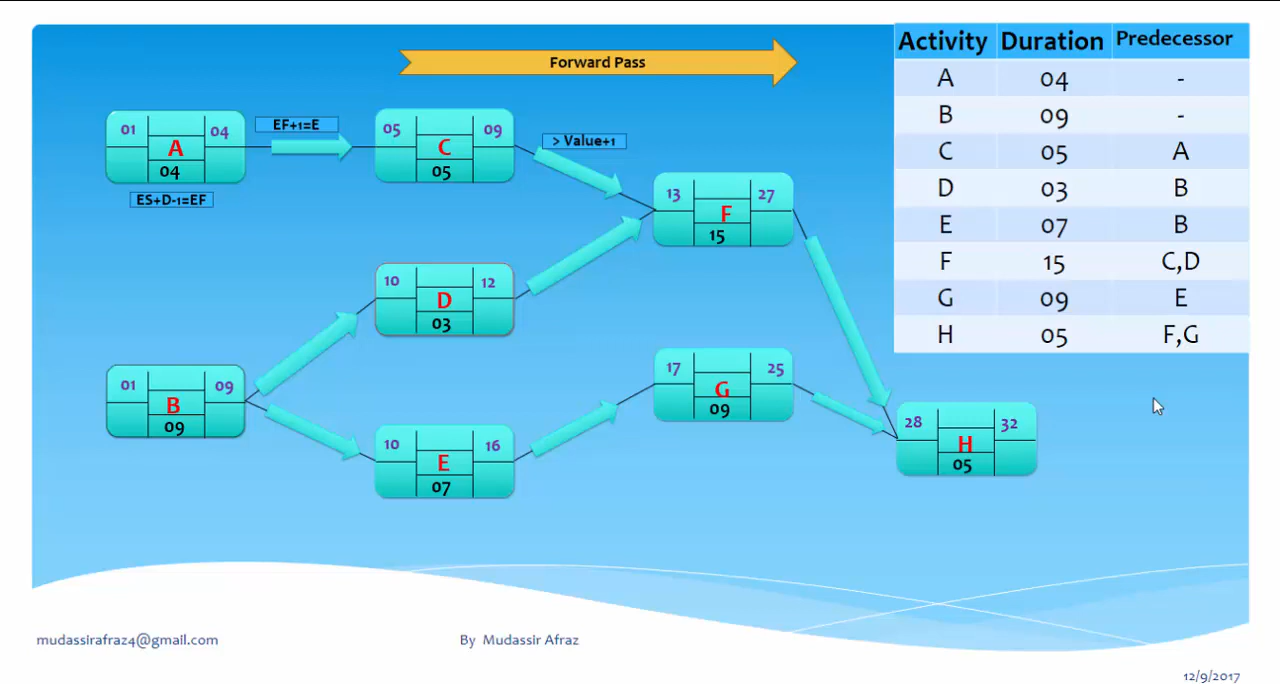 Forward Pass
Activity Duration Predecessor
A 04 -
B 09 -
C 05 A
D 03 B
E 07 B
F 15 C,D
G 09 E
H 05 F,G
01 A 04
04
ES+D-1=EF
EF+1=E
05 C 09
05
> Value+1
13 F 27
15
10 D 12
03
01 B 09
09
17 G 25
09
10 E 16
07
28 H 32
05
mudassirafraz4@gmail.com
By Mudassir Afraz
12/9/2017